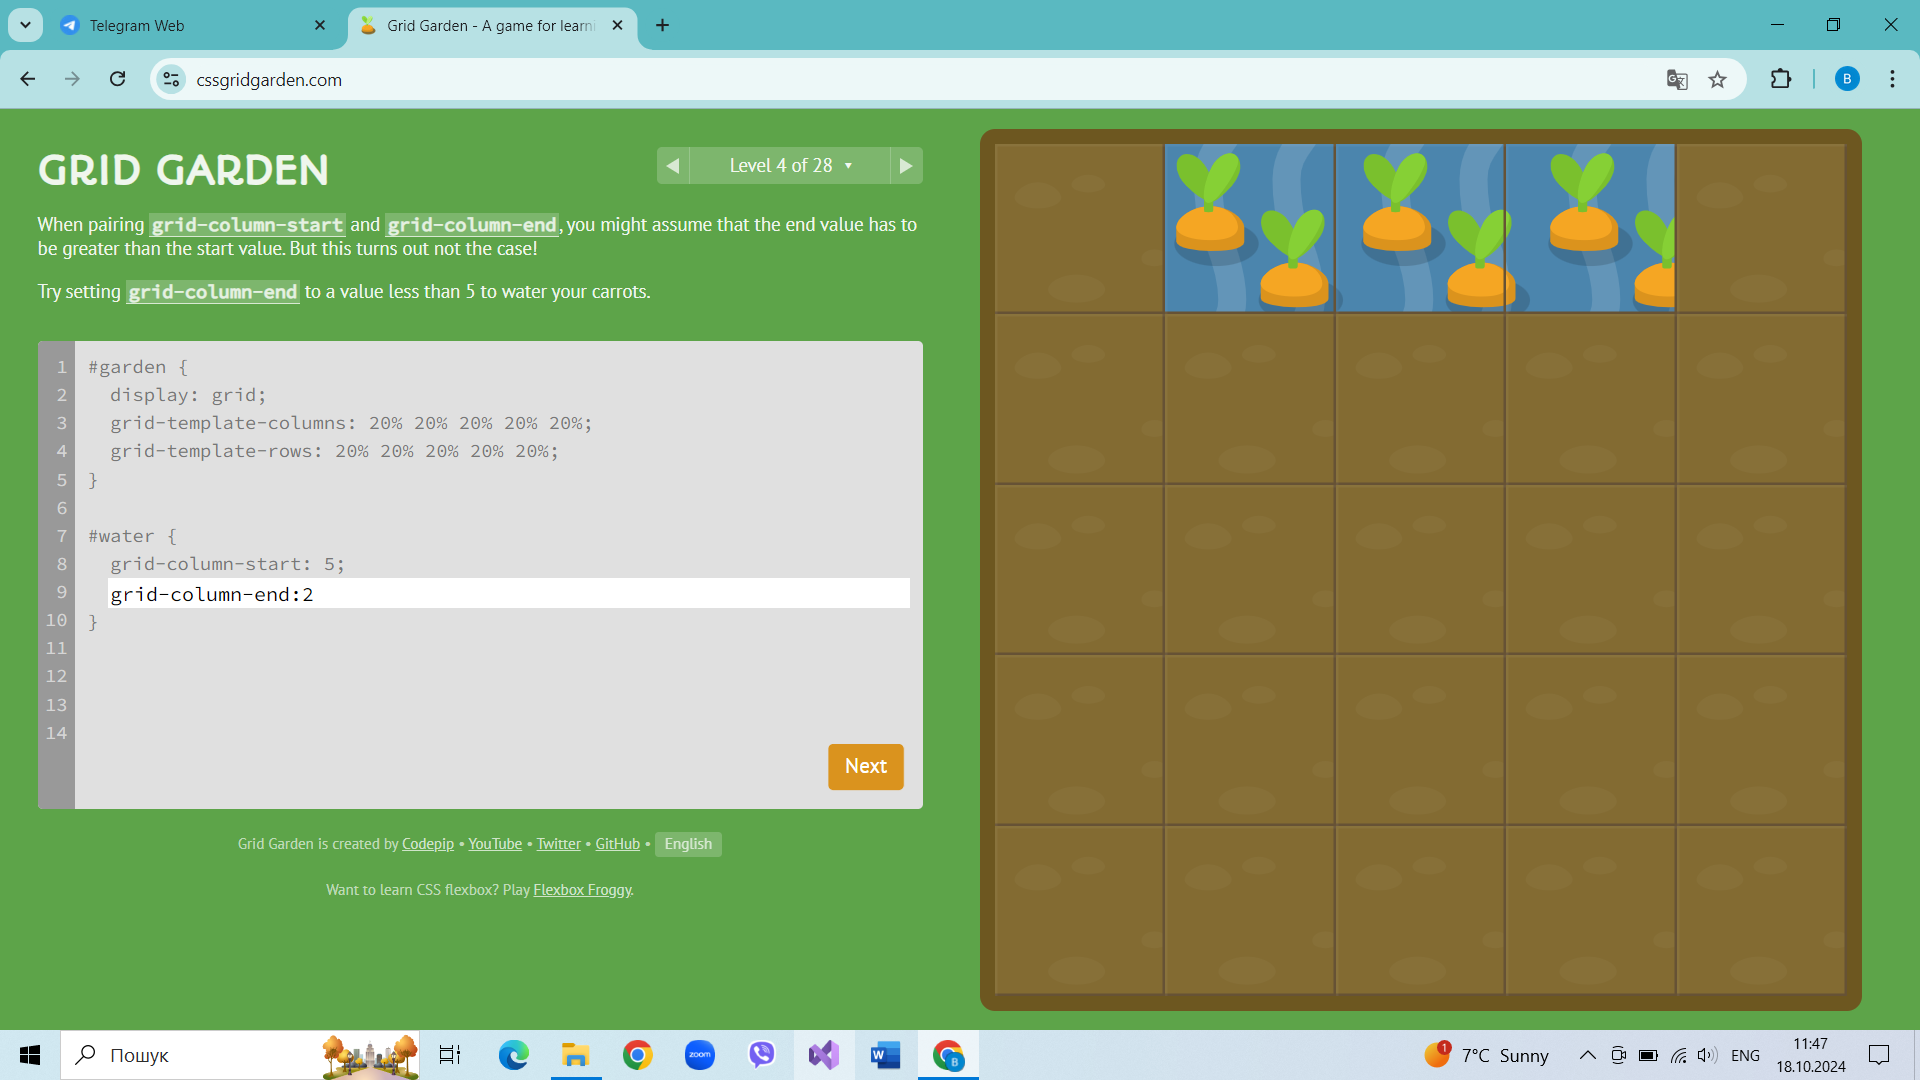 Telegram Web
Grid Garden - A game for learni
cssgridgarden.com
B
GRID GARDEN
Level 4 of 28
When pairing grid-column-start and grid-column-end, you might assume that the end value has to
be greater than the start value. But this turns out not the case!
Try setting grid-column-end to a value less than 5 to water your carrots.
1 #garden {
2 display: grid;
3 grid-template-columns: 20% 20% 20% 20% 20%;
4 grid-template-rows: 20% 20% 20% 20% 20%;
5 }
6
7 #water {
8 grid-column-start: 5;
9 grid-column-end:2
10 }
11
12
13
14
Next
Grid Garden is created by Codepip • YouTube • Twitter • GitHub • English
Want to learn CSS flexbox? Play Flexbox Froggy.
Пошук
zoom
W
B
1
7°C Sunny
ENG
11:47
18.10.2024